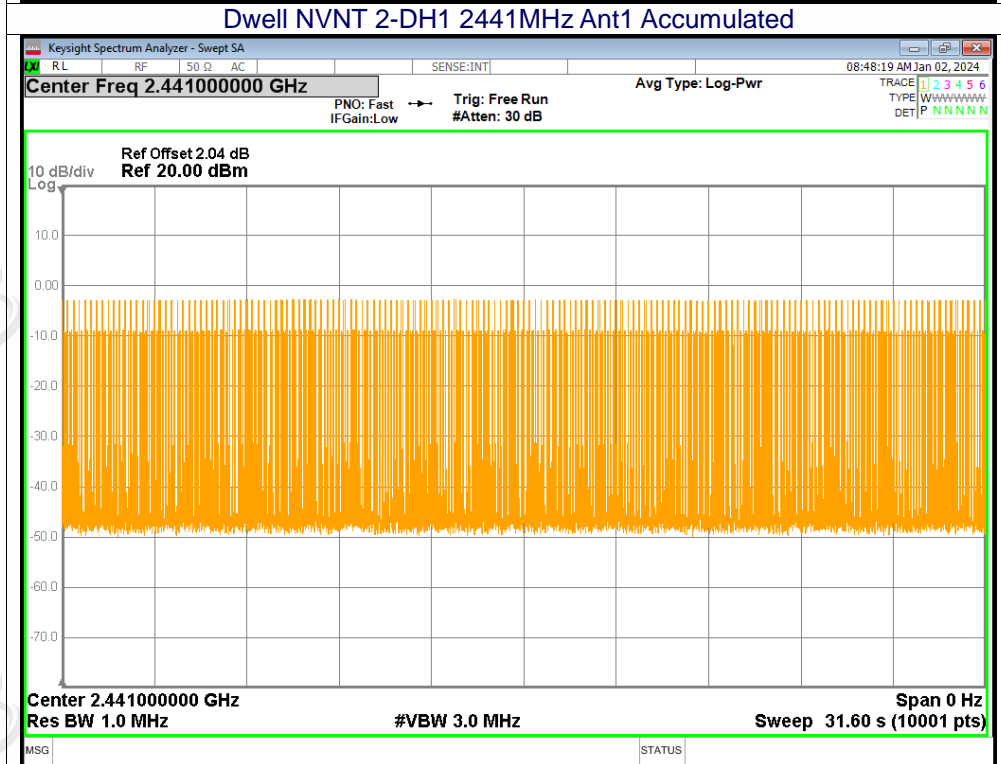 Dwell NVNT 2-DH1 2441MHz Ant1 Accumulated
Keysight Spectrum Analyzer - Swept SA
LXI RL RF 50 Ω AC SENSE:INT 08:48:19 AM Jan 02, 2024
Center Freq 2.441000000 GHz
PNO: Fast Trig: Free Run Avg Type: Log-Pwr TRACE 1 2 3 4 5 6
IFGain:Low #Atten: 30 dB TYPE WWWWWWW
DET P N N N N N
Ref Offset 2.04 dB
10 dB/div Ref 20.00 dBm
Log
10.0
0.00
-10.0
-20.0
-30.0
-40.0
-50.0
-60.0
-70.0
Center 2.441000000 GHz Span 0 Hz
Res BW 1.0 MHz #VBW 3.0 MHz Sweep 31.60 s (10001 pts)
MSG STATUS